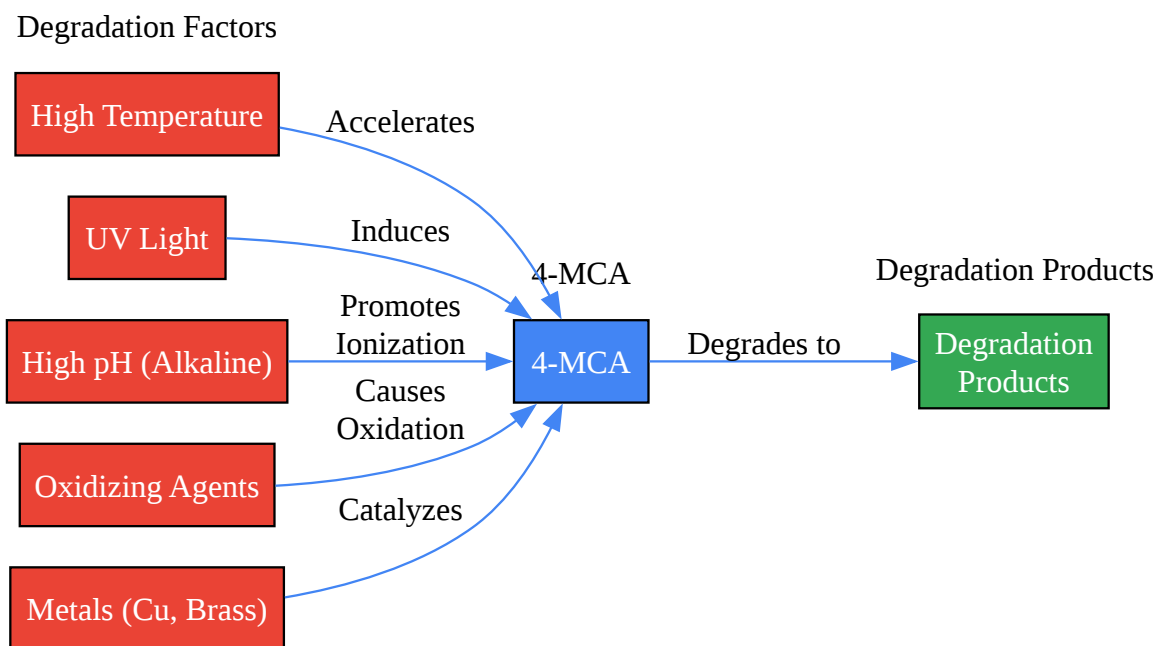 Degradation Factors
High Temperature
Accelerates
UV Light
Induces
4-MCA
Degradation Products
Promotes
Ionization
High pH (Alkaline)
4-MCA
Degrades to
Degradation
Products
Causes
Oxidation
Oxidizing Agents
Catalyzes
Metals (Cu, Brass)